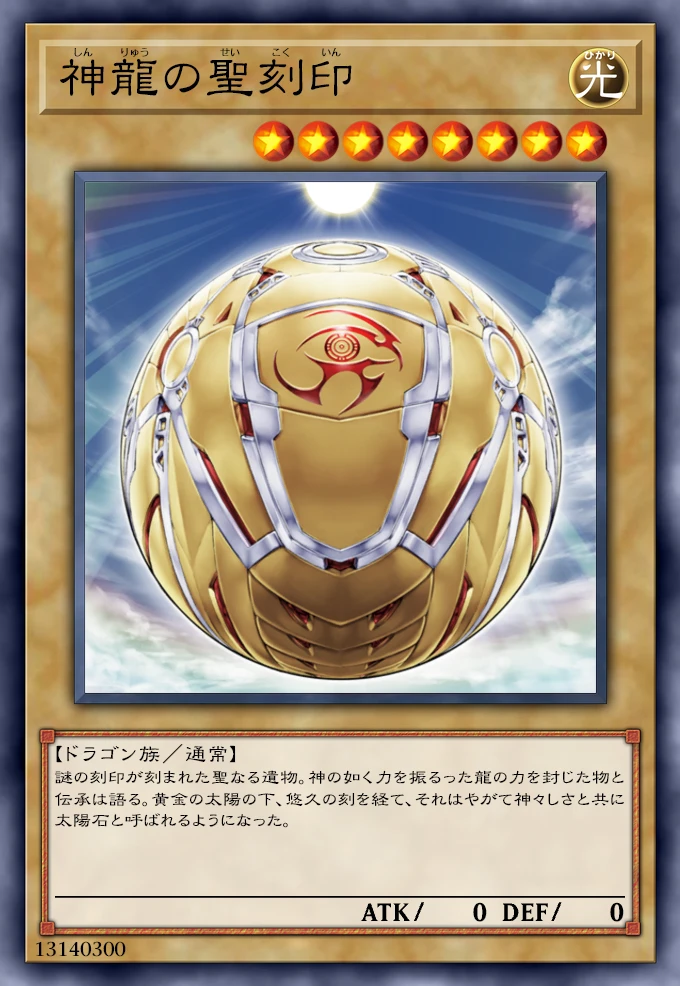 しん りゅう せい こく いん
神龍の聖刻印
ひかり
光
【ドラゴン族／通常】
謎の刻印が刻まれた聖なる遺物。神の如く力を振るった龍の力を封じた物と
伝承は語る。黄金の太陽の下、悠久の刻を経て、それはやがて神々しさと共に
太陽石と呼ばれるようになった。
ATK/ 0 DEF/ 0
13140300